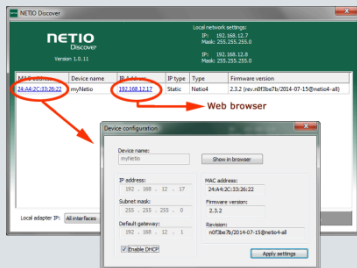 NETIO Discover
NETIO
Discover
Version 1.0.11
Local network settings:
IP: 192.168.12.7
Mask: 255.255.255.0
IP: 192.168.12.8
Mask: 255.255.255.0
MAC address Device name IP Address IP type Type Firmware version
24:A4:2C:33:26:22 myNetio 192.168.12.17 Static Netio4 2.3.2 (rev.n0f3be7b/2014-07-15@netio4-all)
Web browser
Device configuration
Device name:
myNetio Show in browser
IP address: MAC address:
192 . 168 . 12 . 17 24:A4:2C:33:26:22
Subnet mask: Firmware version:
255 . 255 . 255 . 0 2.3.2
Default gateway: Revision:
192 . 168 . 12 . 1 n0f3be7b/2014-07-15@netio4-all
Enable DHCP
Apply settings
Local adapter IP: All interfaces